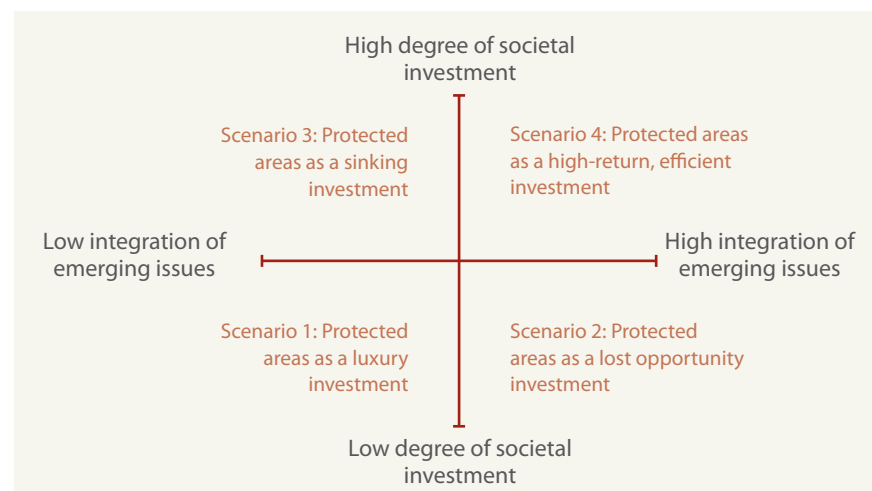 High degree of societal
investment
Scenario 3: Protected
areas as a sinking
investment
Scenario 4: Protected areas
as a high-return, efficient
investment
Low integration of
emerging issues
High integration of
emerging issues
Scenario 1: Protected
areas as a luxury
investment
Scenario 2: Protected
areas as a lost opportunity
investment
Low degree of societal
investment